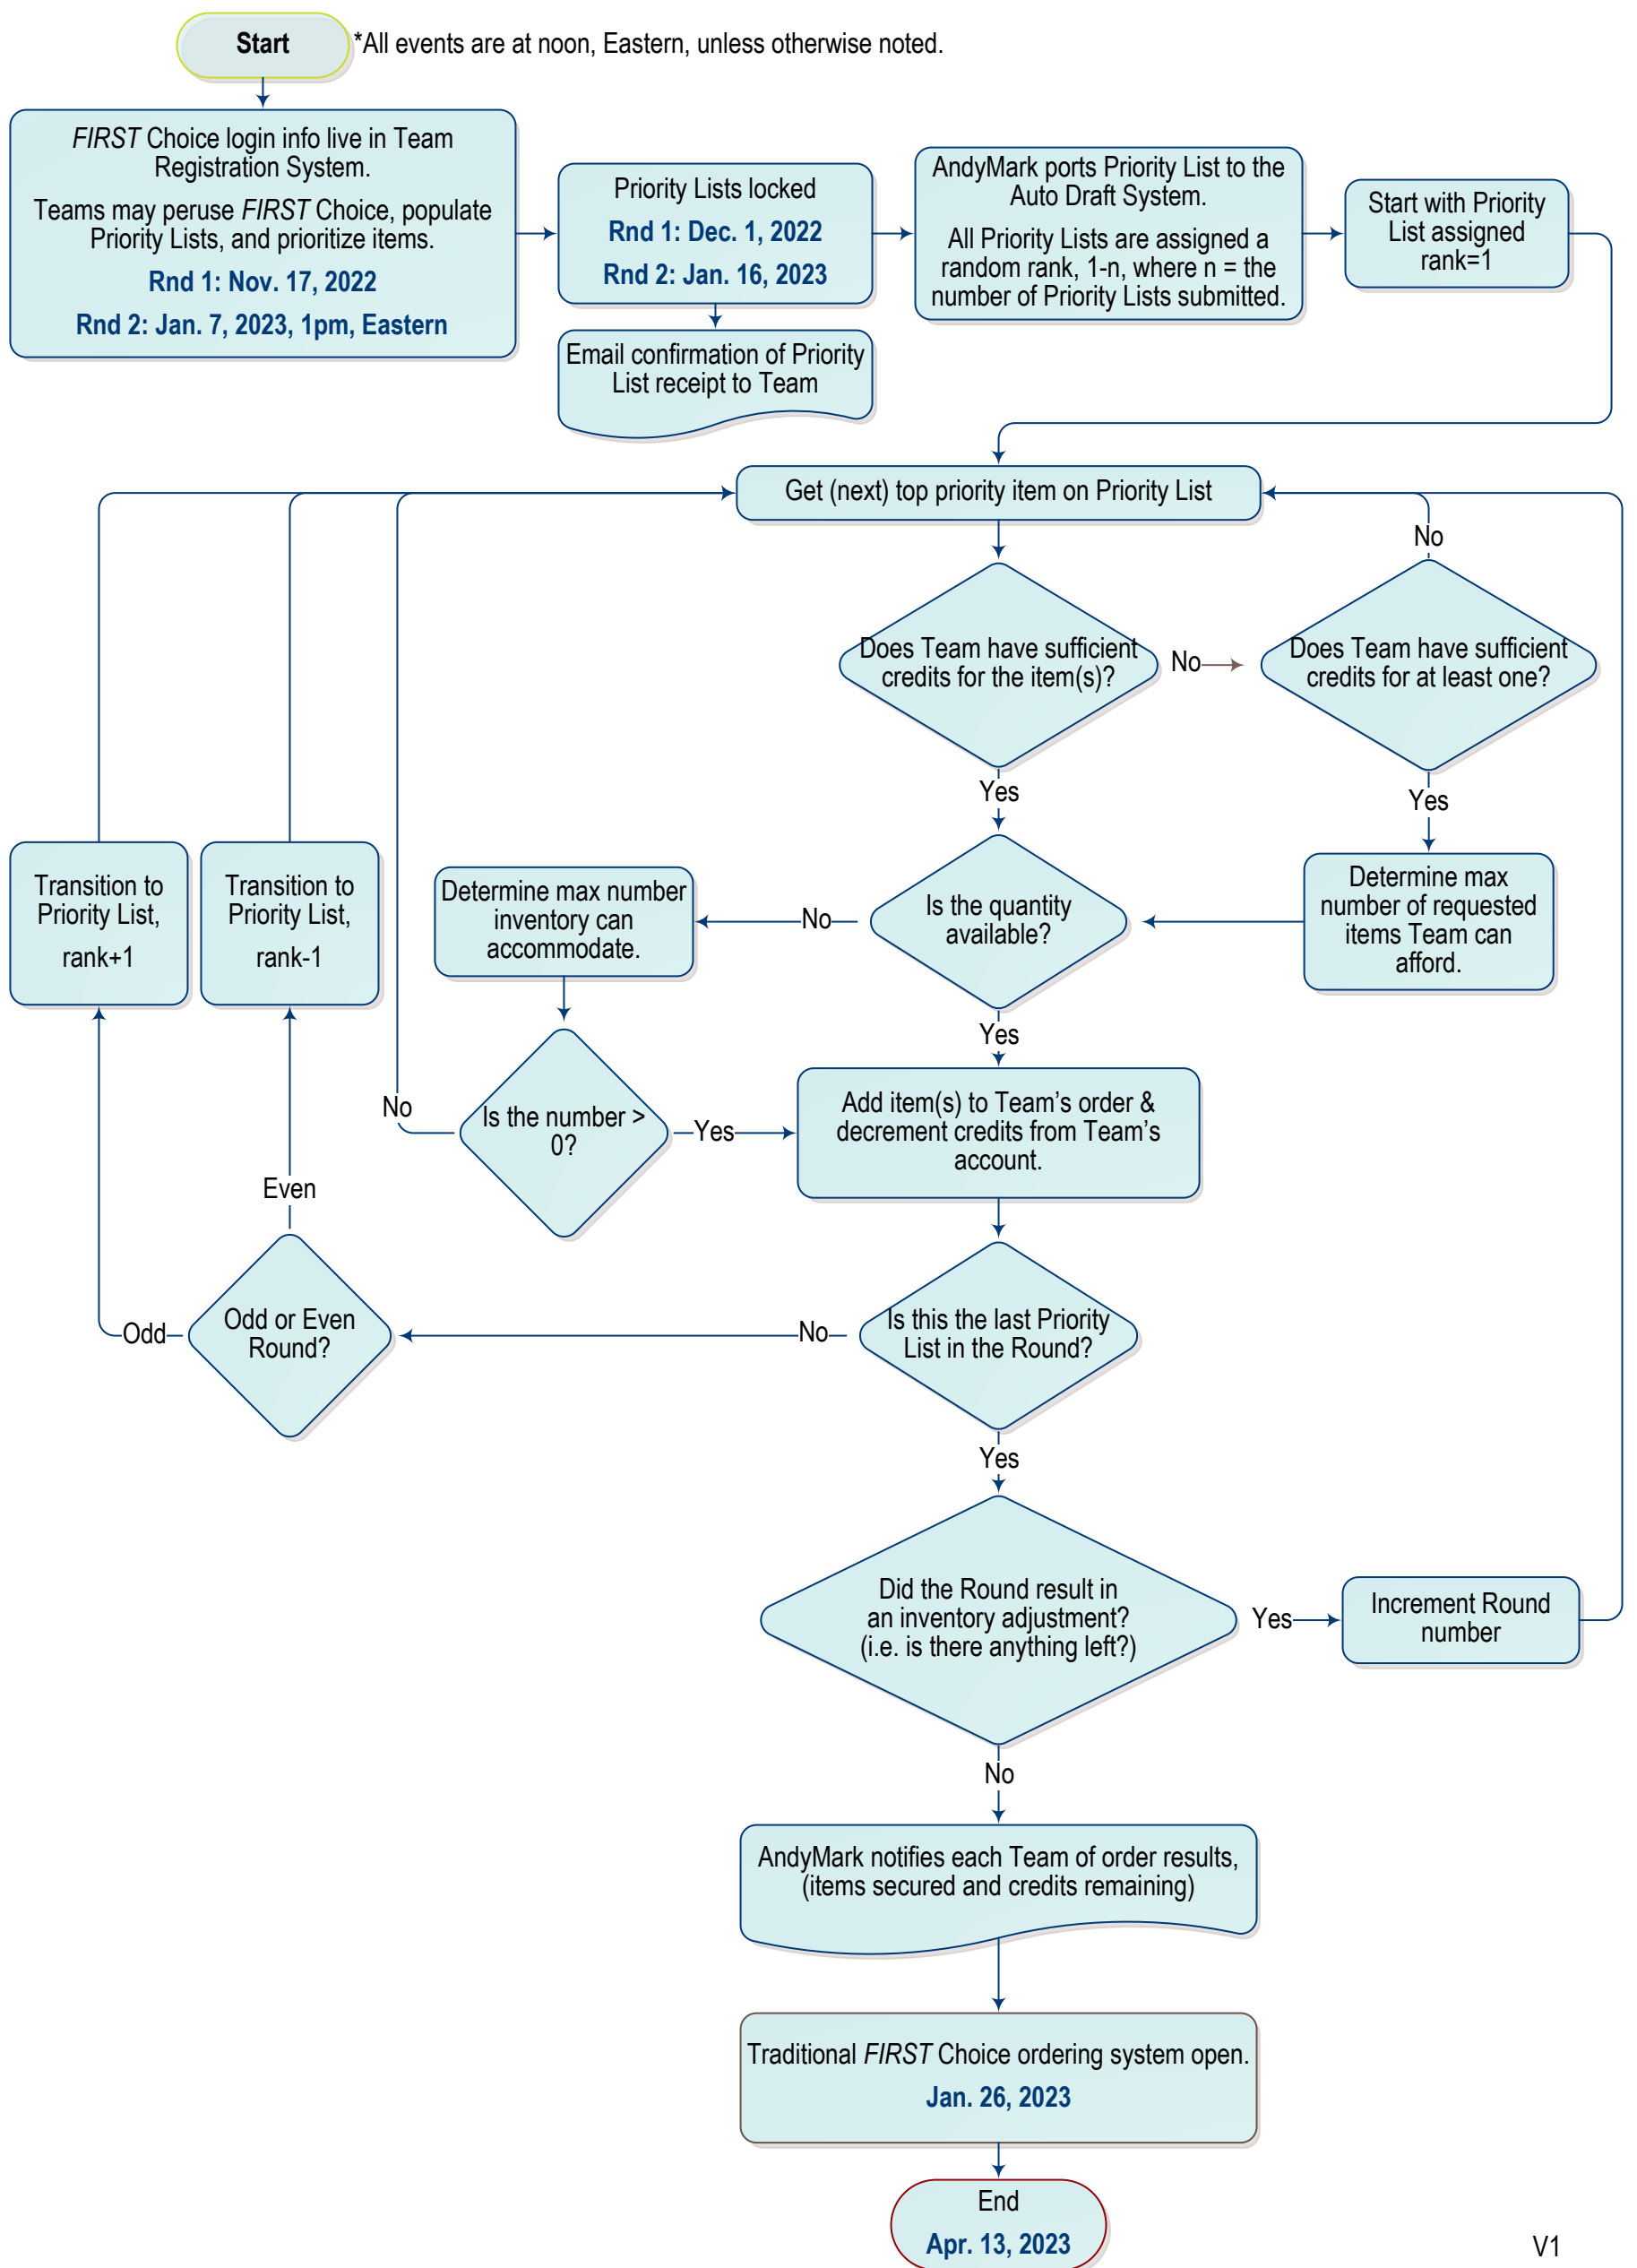 Start
*All events are at noon, Eastern, unless otherwise noted.
FIRST Choice login info live in Team
Registration System.
Teams may peruse FIRST Choice, populate
Priority Lists, and prioritize items.
Rnd 1: Nov. 17, 2022
Rnd 2: Jan. 7, 2023, 1pm, Eastern
Priority Lists locked
Rnd 1: Dec. 1, 2022
Rnd 2: Jan. 16, 2023
Email confirmation of Priority
List receipt to Team
AndyMark ports Priority List to the
Auto Draft System.
All Priority Lists are assigned a
random rank, 1-n, where n = the
number of Priority Lists submitted.
Start with Priority
List assigned
rank=1
Get (next) top priority item on Priority List
No
Does Team have sufficient
credits for the item(s)?
No
Does Team have sufficient
credits for at least one?
Yes
Yes
Transition to
Priority List,
rank+1
Transition to
Priority List,
rank-1
Determine max number
inventory can
accommodate.
No
Is the quantity
available?
Determine max
number of requested
items Team can
afford.
Yes
No
Is the number >
0?
Yes
Add item(s) to Team's order &
decrement credits from Team's
account.
Even
Odd
Odd or Even
Round?
No
Is this the last Priority
List in the Round?
Yes
Did the Round result in
an inventory adjustment?
(i.e. is there anything left?)
Yes
Increment Round
number
No
AndyMark notifies each Team of order results,
(items secured and credits remaining)
Traditional FIRST Choice ordering system open.
Jan. 26, 2023
End
Apr. 13, 2023
V1